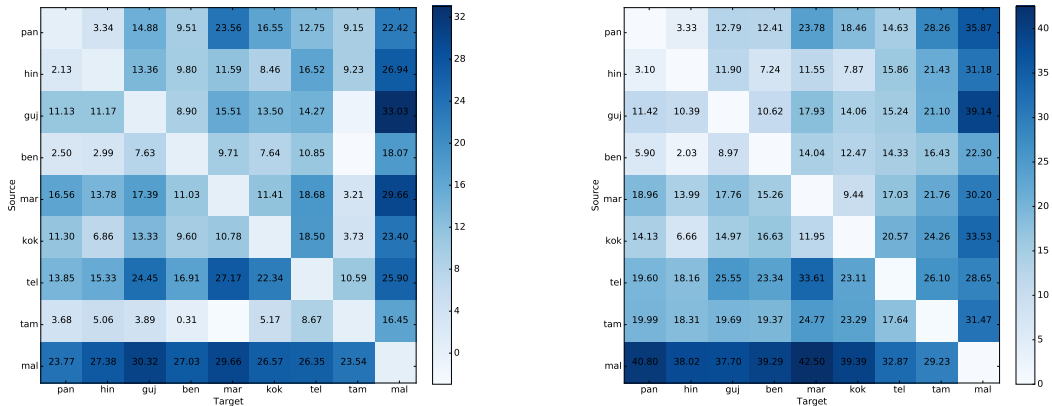 Source
pan 3.34 14.88 9.51 23.56 16.55 12.75 9.15 22.42
hin 2.13 13.36 9.80 11.59 8.46 16.52 9.23 26.94
guj 11.13 11.17 8.90 15.51 13.50 14.27 33.03
ben 2.50 2.99 7.63 9.71 7.64 10.85 18.07
mar 16.56 13.78 17.39 11.03 11.41 18.68 3.21 29.66
kok 11.30 6.86 13.33 9.60 10.78 18.50 3.73 23.40
tel 13.85 15.33 24.45 16.91 27.17 22.34 10.59 25.90
tam 3.68 5.06 3.89 0.31 5.17 8.67 16.45
mal 23.77 27.38 30.32 27.03 29.66 26.57 26.35 23.54
pan hin guj ben mar kok tel tam mal
Target
32
28
24
20
16
12
8
4
0
Source
pan 3.33 12.79 12.41 23.78 18.46 14.63 28.26 35.87
hin 3.10 11.90 7.24 11.55 7.87 15.86 21.43 31.18
guj 11.42 10.39 10.62 17.93 14.06 15.24 21.10 39.14
ben 5.90 2.03 8.97 14.04 12.47 14.33 16.43 22.30
mar 18.96 13.99 17.76 15.26 9.44 17.03 21.76 30.20
kok 14.13 6.66 14.97 16.63 11.95 20.57 24.26 33.53
tel 19.60 18.16 25.55 23.34 33.61 23.11 26.10 28.65
tam 19.99 18.31 19.69 19.37 24.77 23.29 17.64 31.47
mal 40.80 38.02 37.70 39.29 42.50 39.39 32.87 29.23
pan hin guj ben mar kok tel tam mal
Target
40
35
30
25
20
15
10
5
0